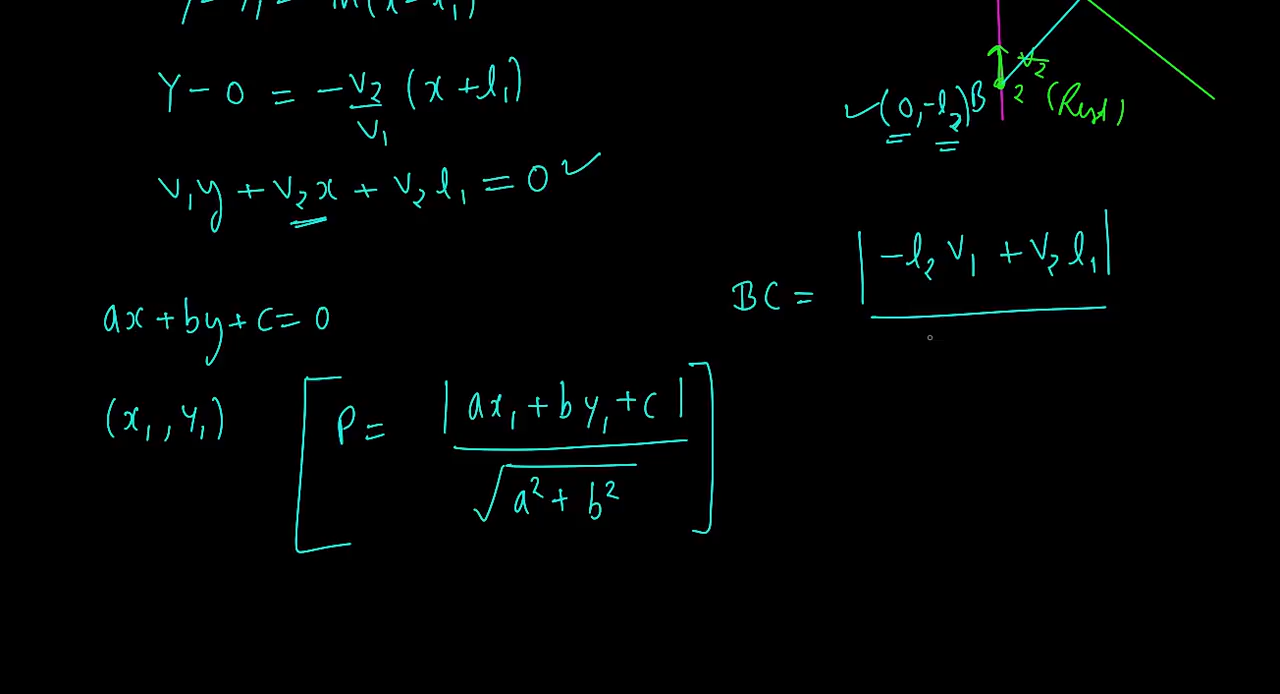 Y - 0 = -v₂/v₁ (x + l₁)
v₁y + v₂x + v₂l₁ = 0 ✓
ax + by + c = 0
(x₁, y₁)
P = |ax₁ + by₁ + c| / √(a² + b²)
v₂
✓(0, -l₂) B 2 (Rest)
BC = |-l₂v₁ + v₂l₁|